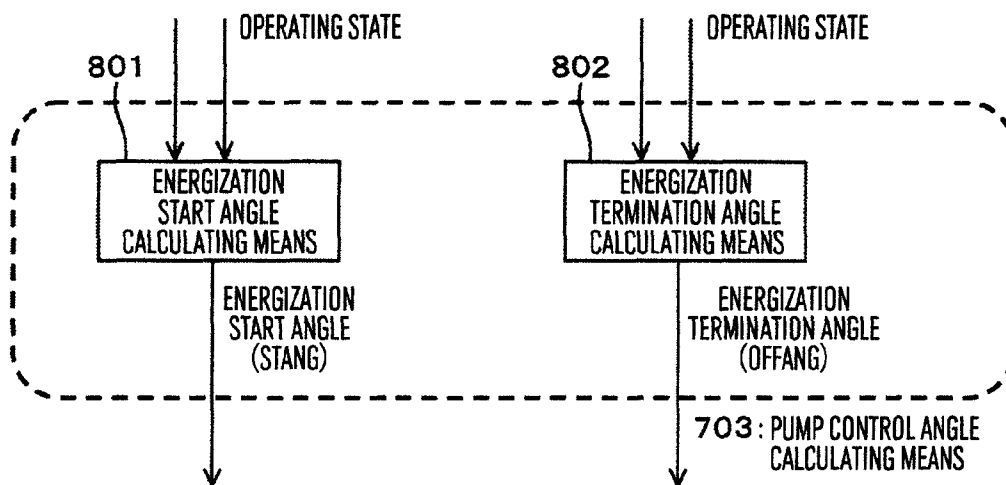 OPERATING STATE
OPERATING STATE
801
802
ENERGIZATION
START ANGLE
CALCULATING MEANS
ENERGIZATION
TERMINATION ANGLE
CALCULATING MEANS
ENERGIZATION
START ANGLE
(STANG)
ENERGIZATION
TERMINATION ANGLE
(OFFANG)
703: PUMP CONTROL ANGLE
CALCULATING MEANS